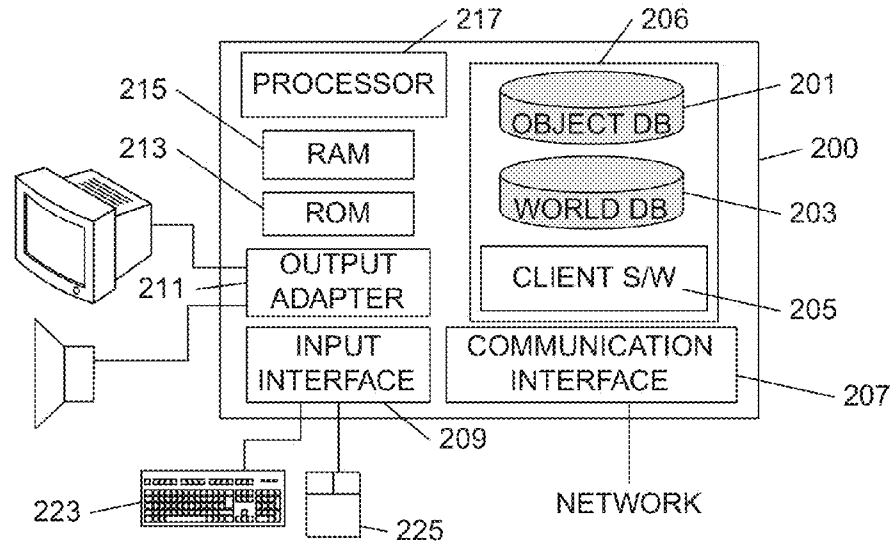 217
206
PROCESSOR
215
OBJECT DB
201
RAM
200
213
ROM
WORLD DB
203
OUTPUT
ADAPTER
211
CLIENT S/W
205
INPUT
INTERFACE
COMMUNICATION
INTERFACE
207
209
223
225
NETWORK